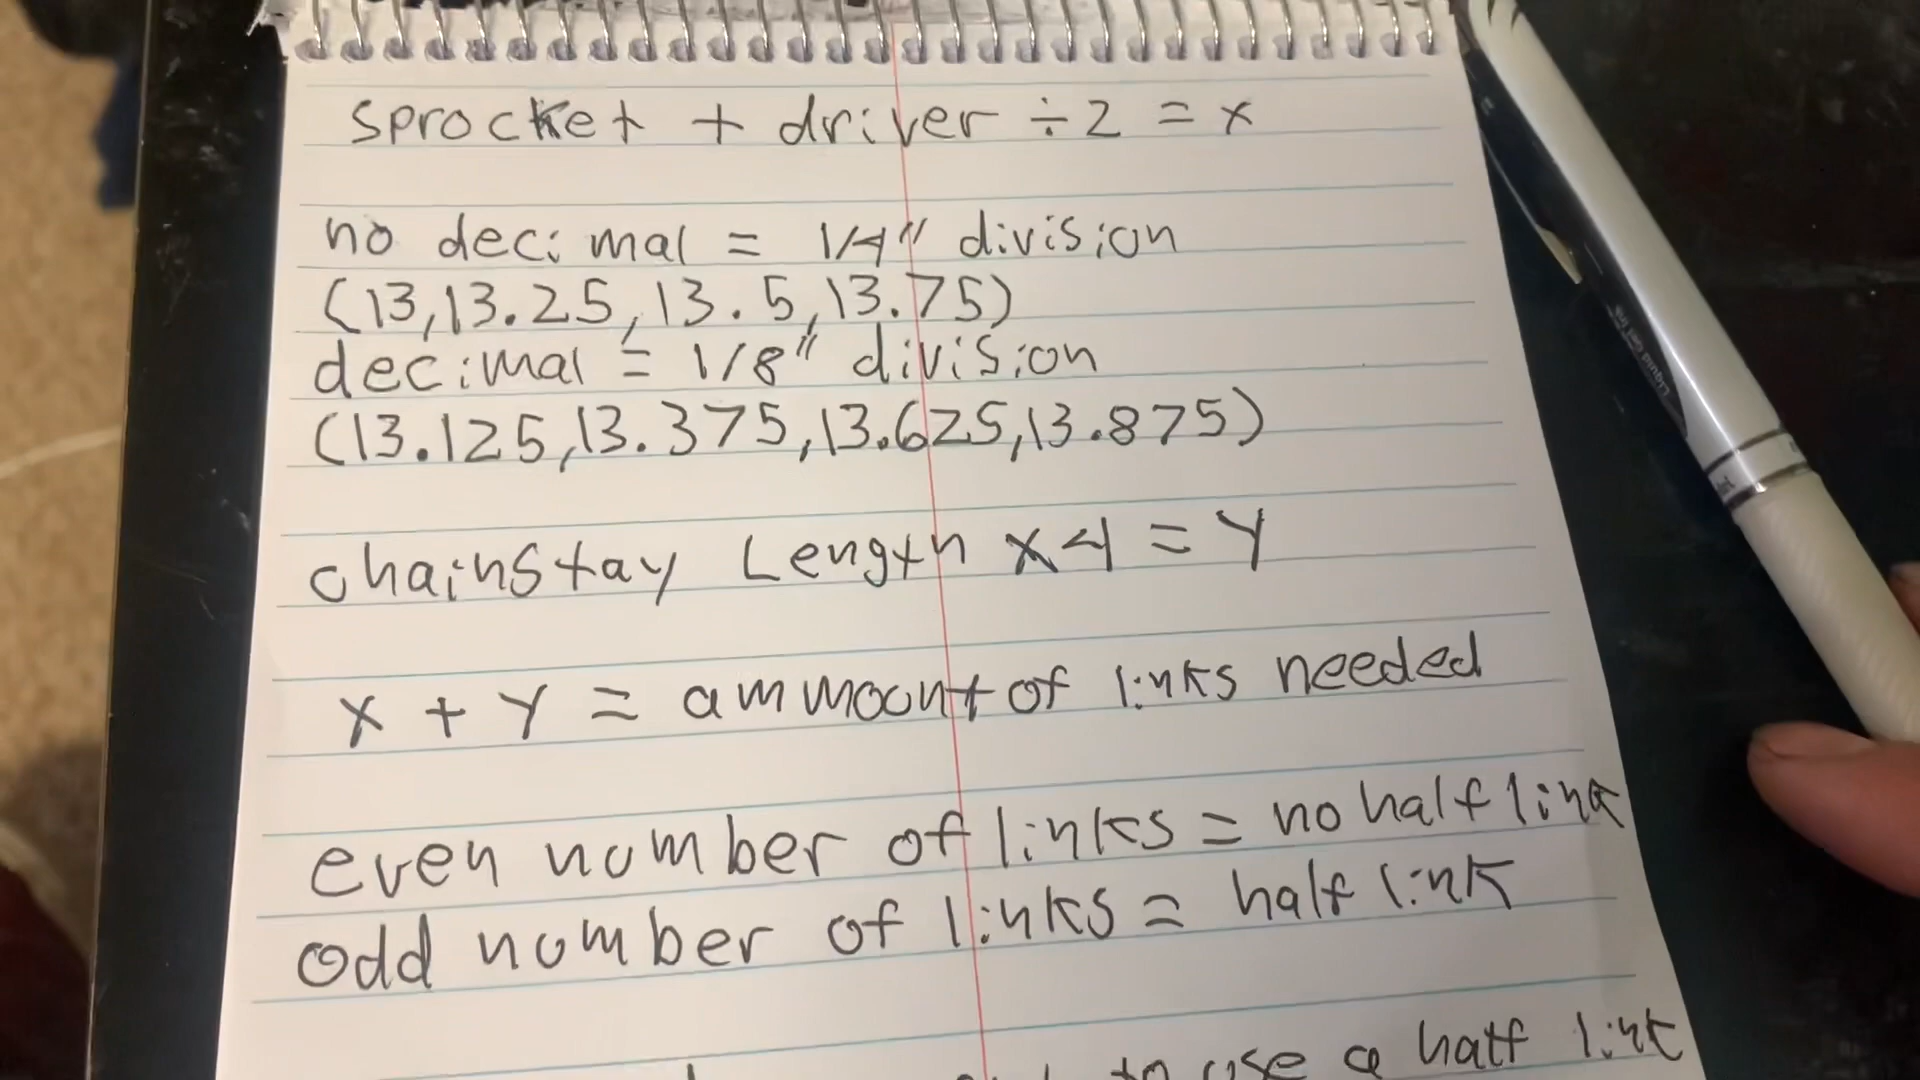 sprocket + driver ÷ 2 = x
no decimal = 1/4" division
(13,13.25,13.5,13.75)
decimal = 1/8" division
(13.125,13.375,13.625,13.875)
chainstay Length x4 = Y
x + Y = ammount of links needed
even number of links = no half link
odd number of links = half link
to use a half link